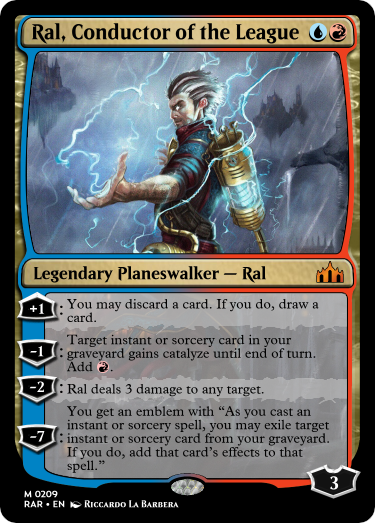 Ral, Conductor of the League
Legendary Planeswalker — Ral
+1: You may discard a card. If you do, draw a
card.
-1: Target instant or sorcery card in your
graveyard gains catalyze until end of turn.
Add
-2: Ral deals 3 damage to any target.
-7: You get an emblem with “As you cast an
instant or sorcery spell, you may exile target
instant or sorcery card from your graveyard.
If you do, add that card's effects to that
spell.”
3
M 0209
RAR • EN Riccardo La Barbera